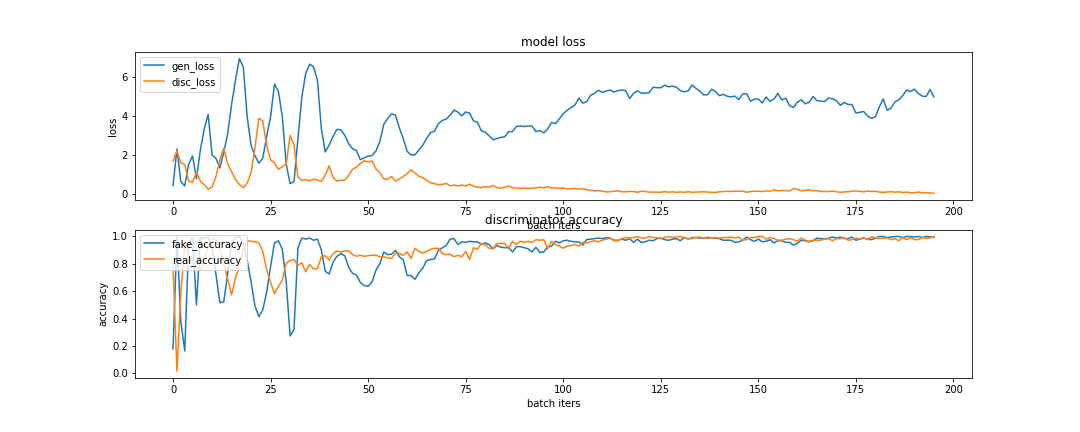 model loss
gen_loss
disc_loss
loss
6
4
2
0
0 25 50 75 100 125 150 175 200
batch iters
discriminator accuracy
fake_accuracy
real_accuracy
accuracy
1.0
0.8
0.6
0.4
0.2
0.0
0 25 50 75 100 125 150 175 200
batch iters